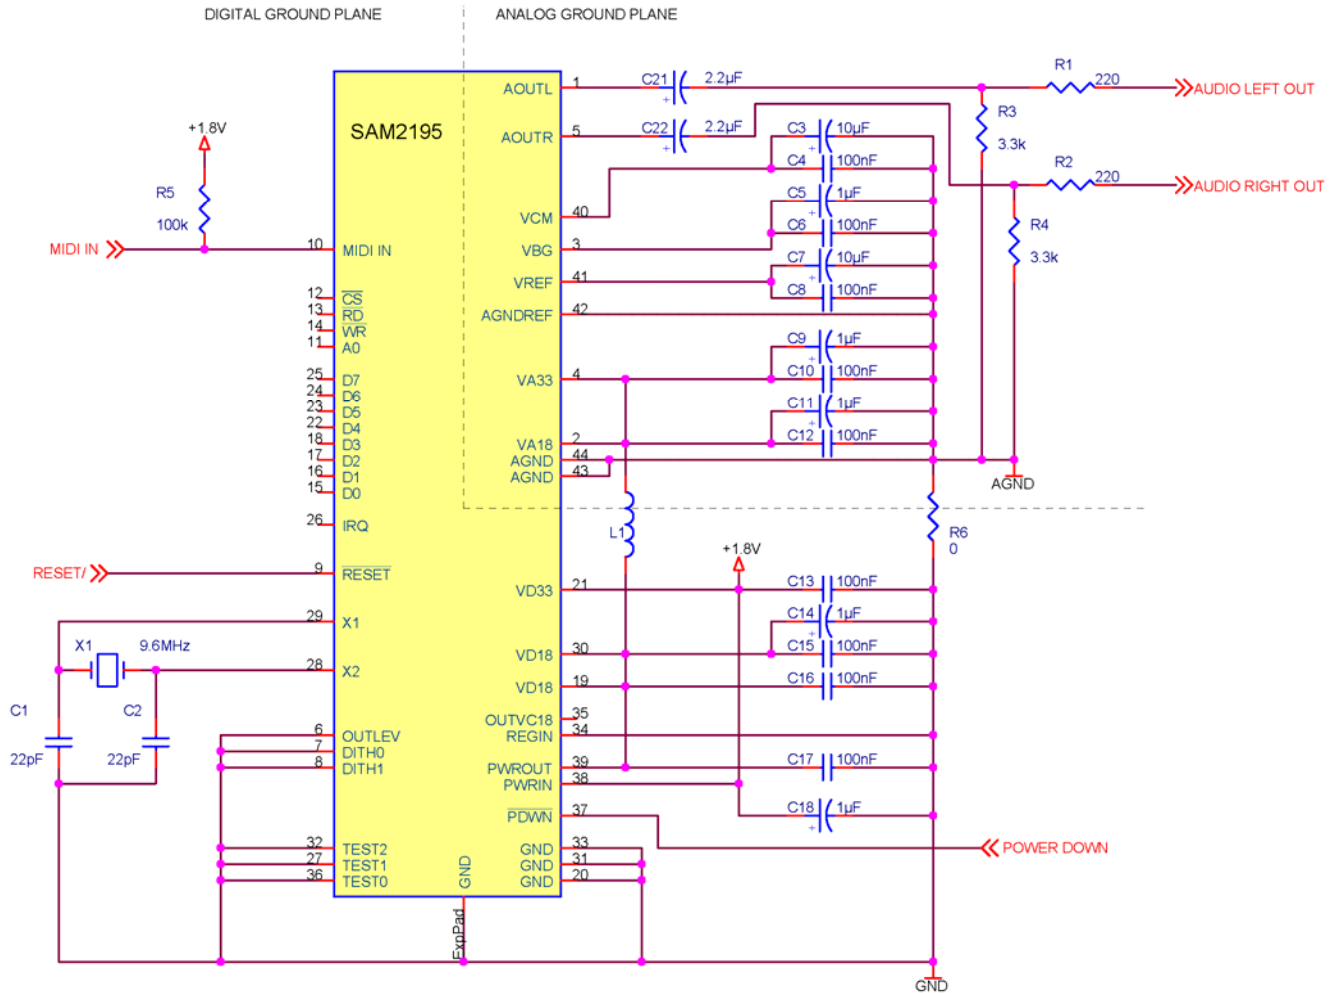 DIGITAL GROUND PLANE
ANALOG GROUND PLANE
SAM2195
+1.8V
R5
100k
MIDI IN
10 MIDI IN
12 CS
13 RD
14 WR
11 A0
25 D7
24 D6
23 D5
22 D4
18 D3
17 D2
16 D1
15 D0
26 IRQ
RESET/
9 RESET
29 X1
X1
9.6MHz
28 X2
C1
22pF
C2
22pF
6 OUTLEV
7 DITH0
8 DITH1
32 TEST2
27 TEST1
36 TEST0
GND
ExpPad
AOUTL 1
C21
+
2.2µF
R1
220
AUDIO LEFT OUT
R3
3.3k
AOUTR 5
C22
+
2.2µF
R2
220
AUDIO RIGHT OUT
R4
3.3k
C3
+
10µF
C4
100nF
VCM 40
C5
+
1µF
C6
100nF
VBG 3
C7
+
10µF
VREF 41
C8
100nF
AGNDREF 42
C9
+
1µF
VA33 4
C10
100nF
C11
+
1µF
VA18 2
C12
100nF
AGND 44
AGND 43
AGND
L1
R6
0
+1.8V
VD33 21
C13
100nF
C14
+
1µF
VD18 30
C15
100nF
VD18 19
C16
100nF
OUTVC18 35
REGIN 34
PWROUT 39
C17
100nF
PWRIN 38
C18
+
1µF
PDWN 37
POWER DOWN
GND 33
GND 31
GND 20
GND